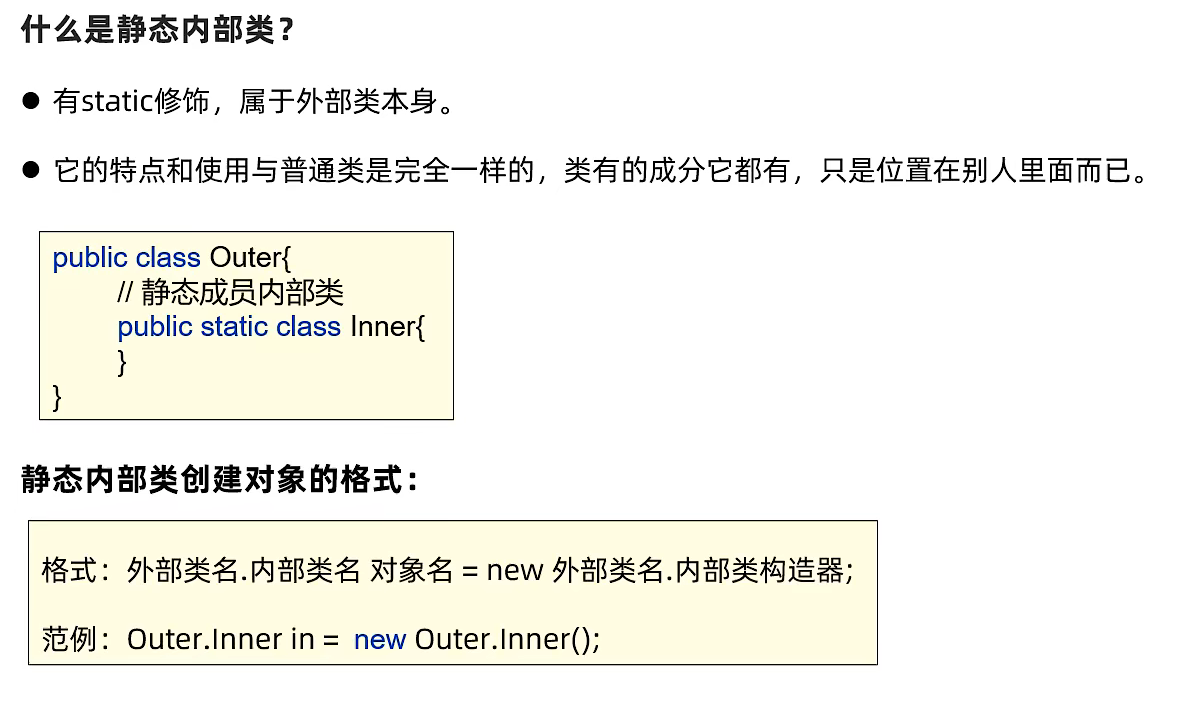 什么是静态内部类？
● 有static修饰，属于外部类本身。
● 它的特点和使用与普通类是完全一样的，类有的成分它都有，只是位置在别人里面而已。
public class Outer{
// 静态成员内部类
public static class Inner{
}
}
静态内部类创建对象的格式：
格式：外部类名.内部类名 对象名 = new 外部类名.内部类构造器;
范例：Outer.Inner in = new Outer.Inner();